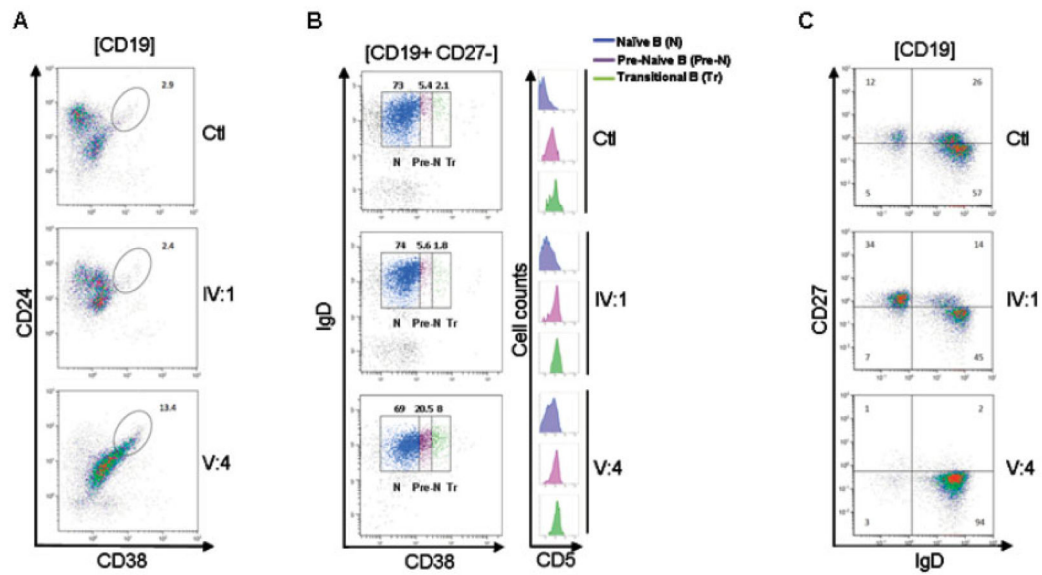 A
[CD19]
2.9
Ctl
2.4
IV:1
13.4
V:4
CD24
CD38
B
[CD19+ CD27-]
73 5.4 2.1
N Pre-N Tr
74 5.6 1.8
N Pre-N Tr
69 20.5 8
N Pre-N Tr
IgD
CD38
Naïve B (N)
Pre-Naive B (Pre-N)
Transitional B (Tr)
Ctl
IV:1
V:4
Cell counts
CD5
C
[CD19]
12 26
5 57
Ctl
34 14
7 45
IV:1
1 2
3 94
V:4
CD27
IgD